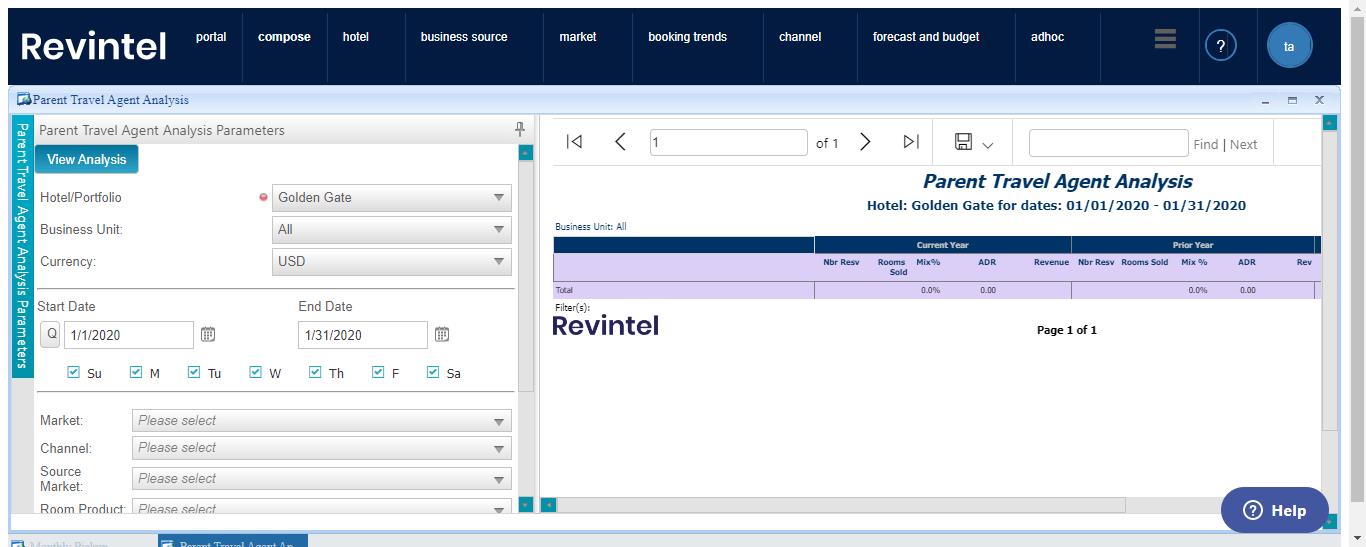 Revintel
portal compose hotel business source market booking trends channel forecast and budget adhoc ? ta
Parent Travel Agent Analysis
Parent Travel Agent Analysis Parameters
Parent Travel Agent Analysis Parameters
View Analysis
Hotel/Portfolio Golden Gate
Business Unit: All
Currency: USD
Start Date End Date
Q 1/1/2020 1/31/2020
Su M Tu W Th F Sa
Market: Please select
Channel: Please select
Source Market: Please select
Room Product: Please select
1 of 1 Find | Next
Parent Travel Agent Analysis
Hotel: Golden Gate for dates: 01/01/2020 - 01/31/2020
Business Unit: All
Current Year Prior Year
Nbr Resv Rooms Sold Mix% ADR Revenue Nbr Resv Rooms Sold Mix % ADR Rev
Total 0.0% 0.00 0.0% 0.00
Filter(s):
Revintel
Page 1 of 1
? Help
Monthly Pickup Parent Travel Agent An...